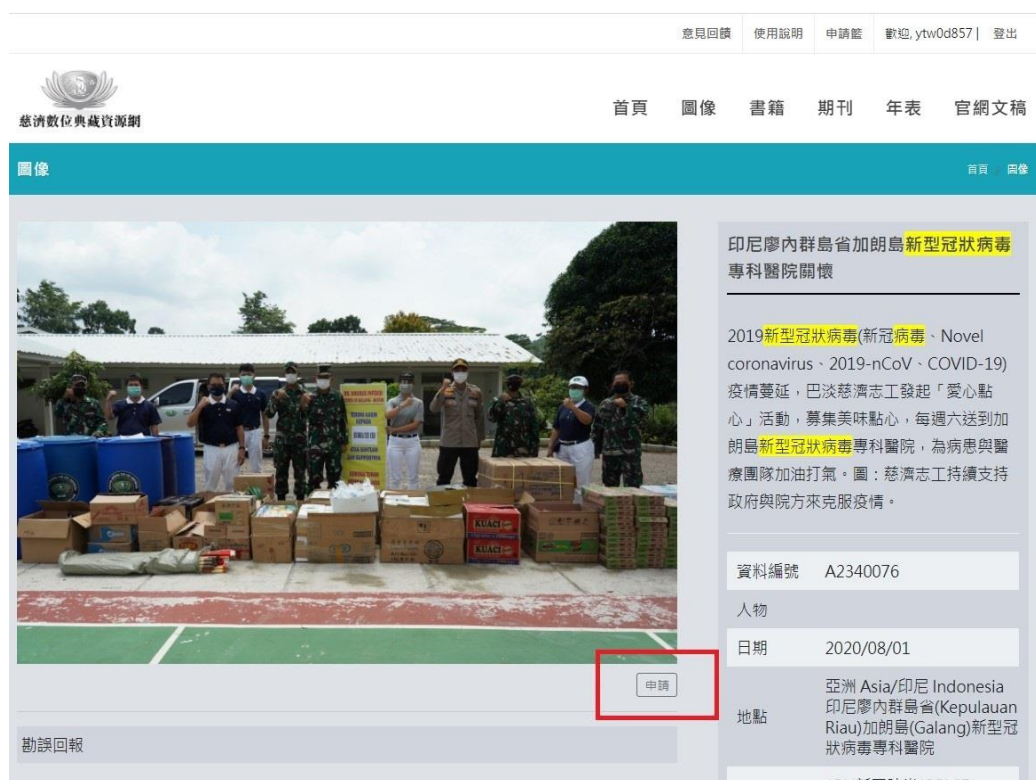 意見回饋 使用說明 申請籃 歡迎, ytw0d857 | 登出
慈濟數位典藏資源網
首頁 圖像 書籍 期刊 年表 官網文稿
圖像
首頁 / 圖像
印尼廖內群島省加朗島新型冠狀病毒
專科醫院關懷
2019新型冠狀病毒(新冠病毒、Novel
coronavirus、2019-nCoV、COVID-19)
疫情蔓延，巴淡慈濟志工發起「愛心點
心」活動，募集美味點心，每週六送到加
朗島新型冠狀病毒專科醫院，為病患與醫
療團隊加油打氣。圖：慈濟志工持續支持
政府與院方來克服疫情。
KUACI
KUACI
資料編號 A2340076
人物
日期 2020/08/01
地點 亞洲 Asia/印尼 Indonesia
印尼廖內群島省(Kepulauan
Riau)加朗島(Galang)新型冠
狀病毒專科醫院
申請
勘誤回報